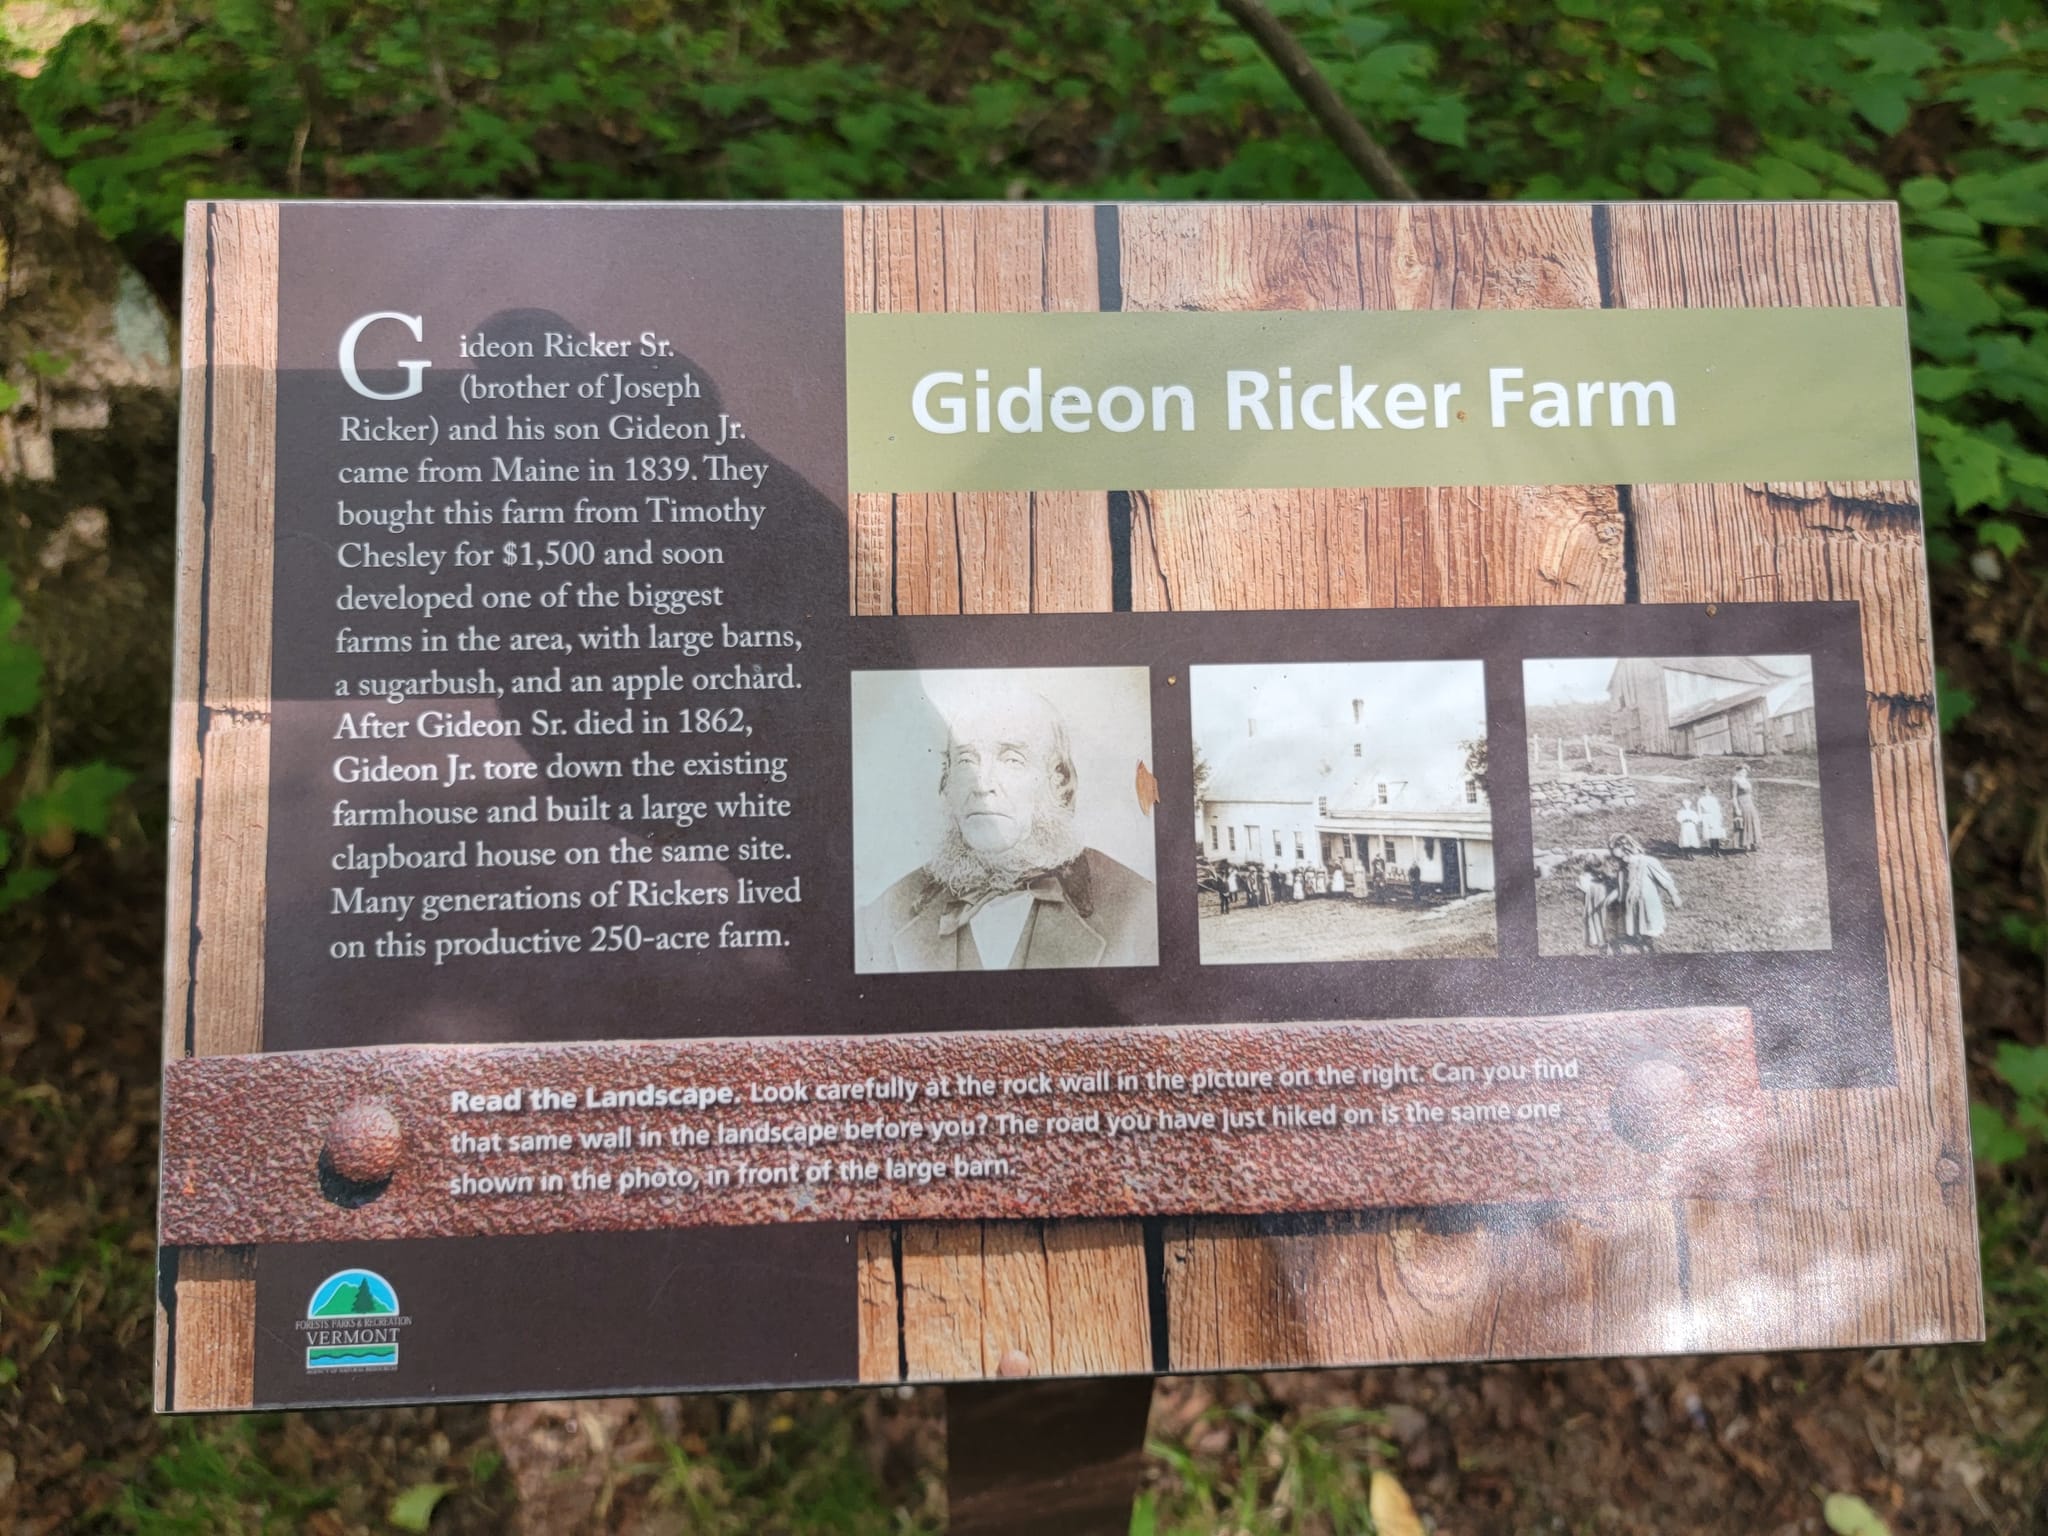 Gideon Ricker Farm
Gideon Ricker Sr.
(brother of Joseph
Ricker) and his son Gideon Jr.
came from Maine in 1839. They
bought this farm from Timothy
Chesley for $1,500 and soon
developed one of the biggest
farms in the area, with large barns,
a sugarbush, and an apple orchard.
After Gideon Sr. died in 1862,
Gideon Jr. tore down the existing
farmhouse and built a large white
clapboard house on the same site.
Many generations of Rickers lived
on this productive 250-acre farm.
Read the Landscape. Look carefully at the rock wall in the picture on the right. Can you find
that same wall in the landscape before you? The road you have just hiked on is the same one
shown in the photo, in front of the large barn.
FORESTS, PARKS & RECREATION
VERMONT
AGENCY OF NATURAL RESOURCES